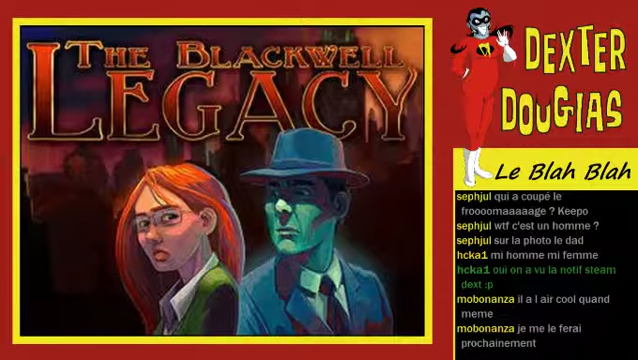 THE BLACKWELL
LEGACY
DEXTER
DOUGIAS
Le Blah Blah
sephjul qui a coupé le
froooomaaaaage ? Keepo
sephjul wtf c'est un homme ?
sephjul sur la photo le dad
hcka1 mi homme mi femme
hcka1 oui on a vu la notif steam
dext :p
mobonanza il a l air cool quand
meme
mobonanza je me le ferai
prochainement